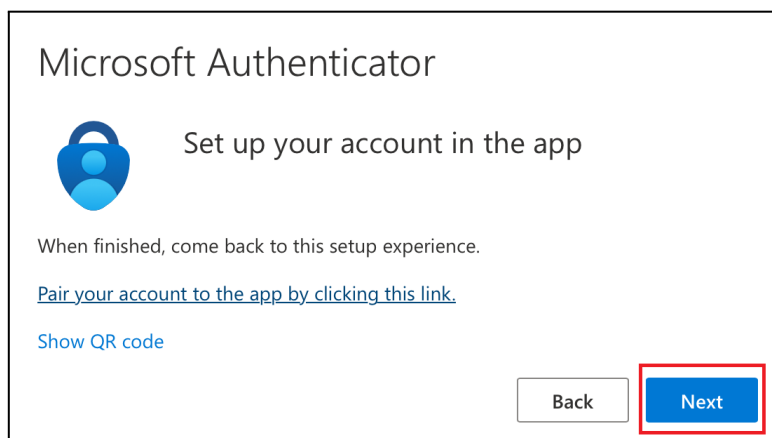 Microsoft Authenticator
Set up your account in the app
When finished, come back to this setup experience.
Pair your account to the app by clicking this link.
Show QR code
Back
Next